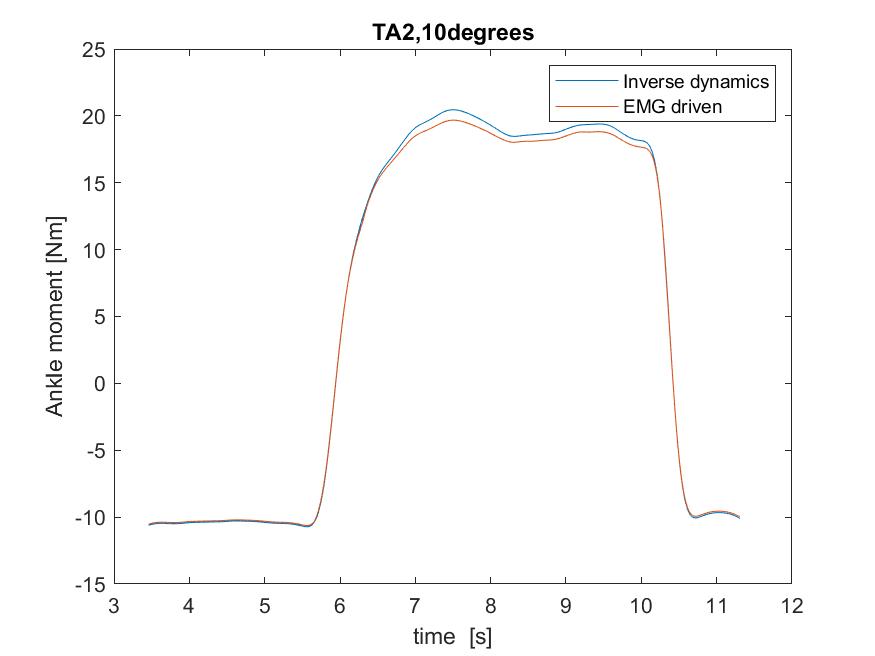 TA2,10degrees
Inverse dynamics
EMG driven
Ankle moment [Nm]
25
20
15
10
5
0
-5
-10
-15
3 4 5 6 7 8 9 10 11 12
time [s]